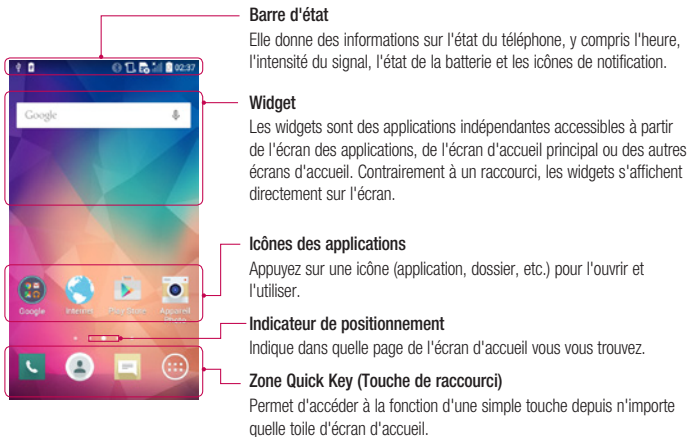 Barre d'état
Elle donne des informations sur l'état du téléphone, y compris l'heure,
l'intensité du signal, l'état de la batterie et les icônes de notification.
02:37
Widget
Google
Les widgets sont des applications indépendantes accessibles à partir
de l'écran des applications, de l'écran d'accueil principal ou des autres
écrans d'accueil. Contrairement à un raccourci, les widgets s'affichent
directement sur l'écran.
Icônes des applications
Appuyez sur une icône (application, dossier, etc.) pour l'ouvrir et
l'utiliser.
Google Internet Play Store Appareil
Photo
Indicateur de positionnement
Indique dans quelle page de l'écran d'accueil vous vous trouvez.
Zone Quick Key (Touche de raccourci)
Permet d'accéder à la fonction d'une simple touche depuis n'importe
quelle toile d'écran d'accueil.